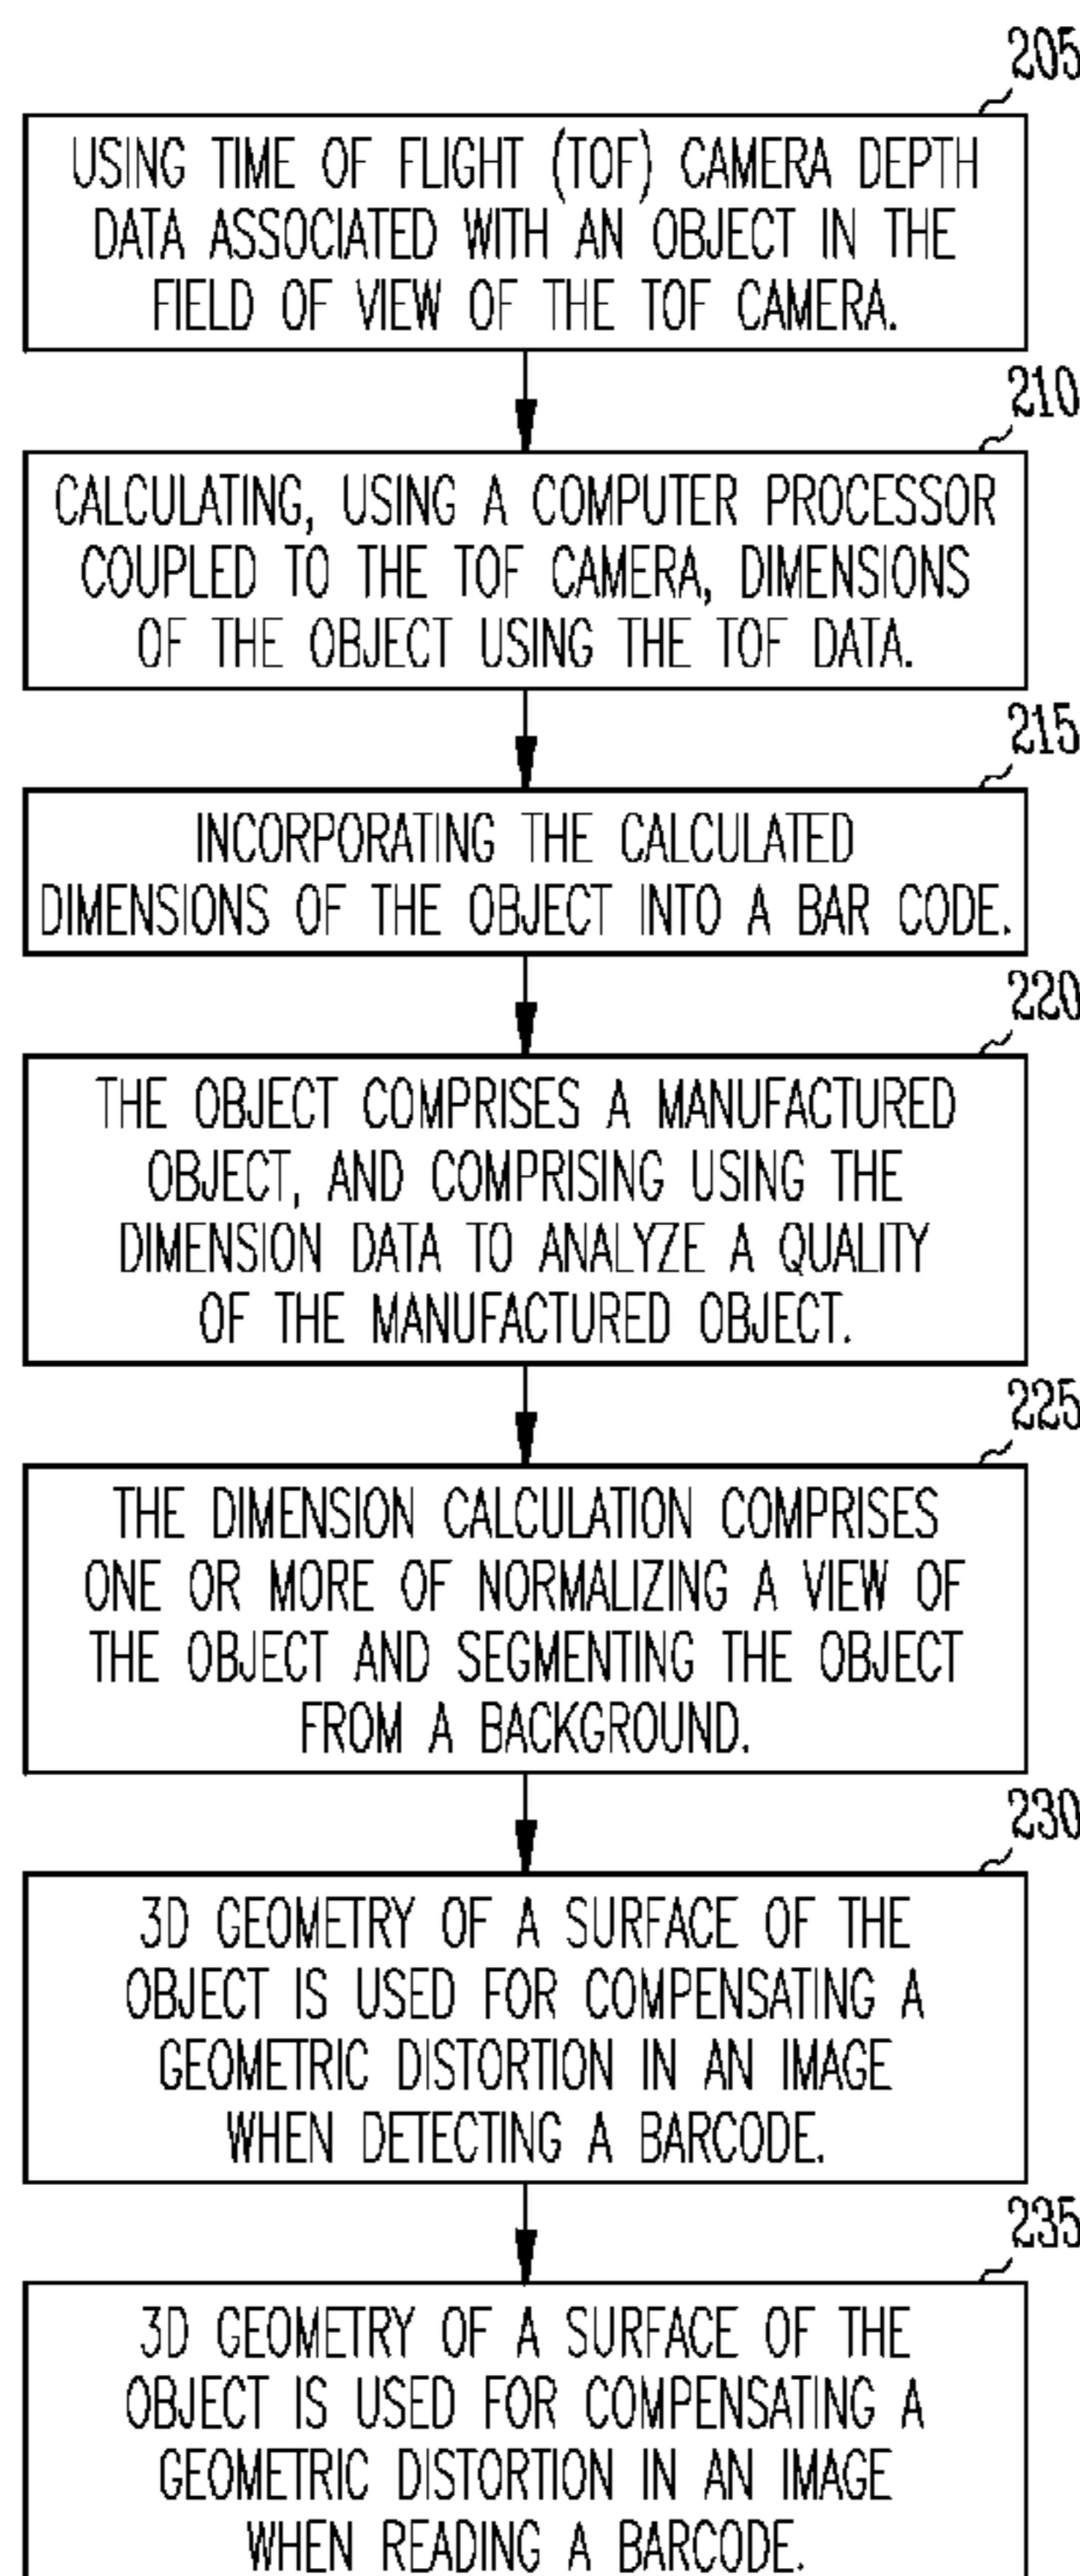 205
USING TIME OF FLIGHT (TOF) CAMERA DEPTH
DATA ASSOCIATED WITH AN OBJECT IN THE
FIELD OF VIEW OF THE TOF CAMERA.
210
CALCULATING, USING A COMPUTER PROCESSOR
COUPLED TO THE TOF CAMERA, DIMENSIONS
OF THE OBJECT USING THE TOF DATA.
215
INCORPORATING THE CALCULATED
DIMENSIONS OF THE OBJECT INTO A BAR CODE.
220
THE OBJECT COMPRISES A MANUFACTURED
OBJECT, AND COMPRISING USING THE
DIMENSION DATA TO ANALYZE A QUALITY
OF THE MANUFACTURED OBJECT.
225
THE DIMENSION CALCULATION COMPRISES
ONE OR MORE OF NORMALIZING A VIEW OF
THE OBJECT AND SEGMENTING THE OBJECT
FROM A BACKGROUND.
230
3D GEOMETRY OF A SURFACE OF THE
OBJECT IS USED FOR COMPENSATING A
GEOMETRIC DISTORTION IN AN IMAGE
WHEN DETECTING A BARCODE.
235
3D GEOMETRY OF A SURFACE OF THE
OBJECT IS USED FOR COMPENSATING A
GEOMETRIC DISTORTION IN AN IMAGE
WHEN READING A BARCODE.